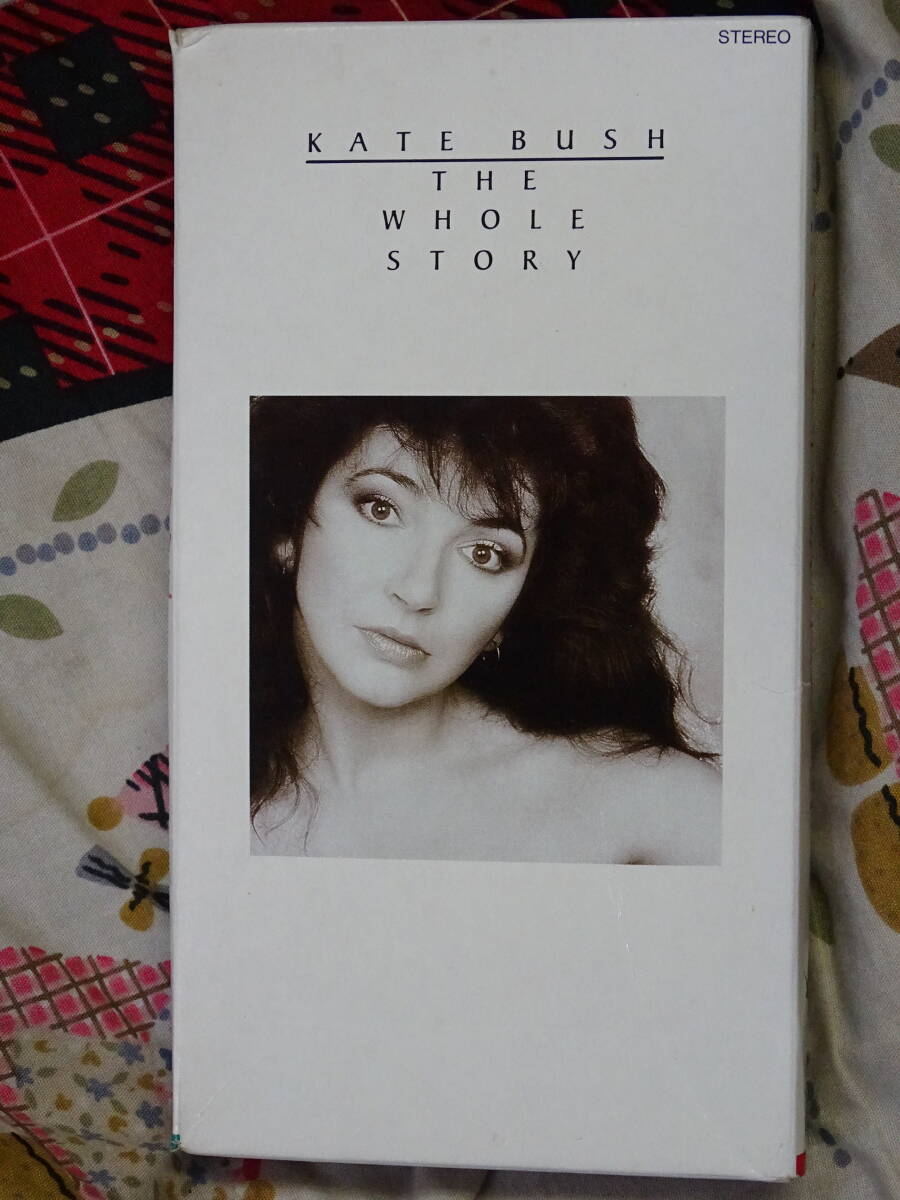 STEREO
KATE BUSH
THE
WHOLE
STORY